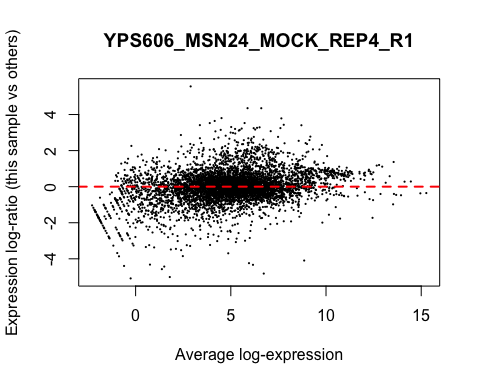 YPS606_MSN24_MOCK_REP4_R1
Expression log-ratio (this sample vs others)
4
2
0
-2
-4
0 5 10 15
Average log-expression